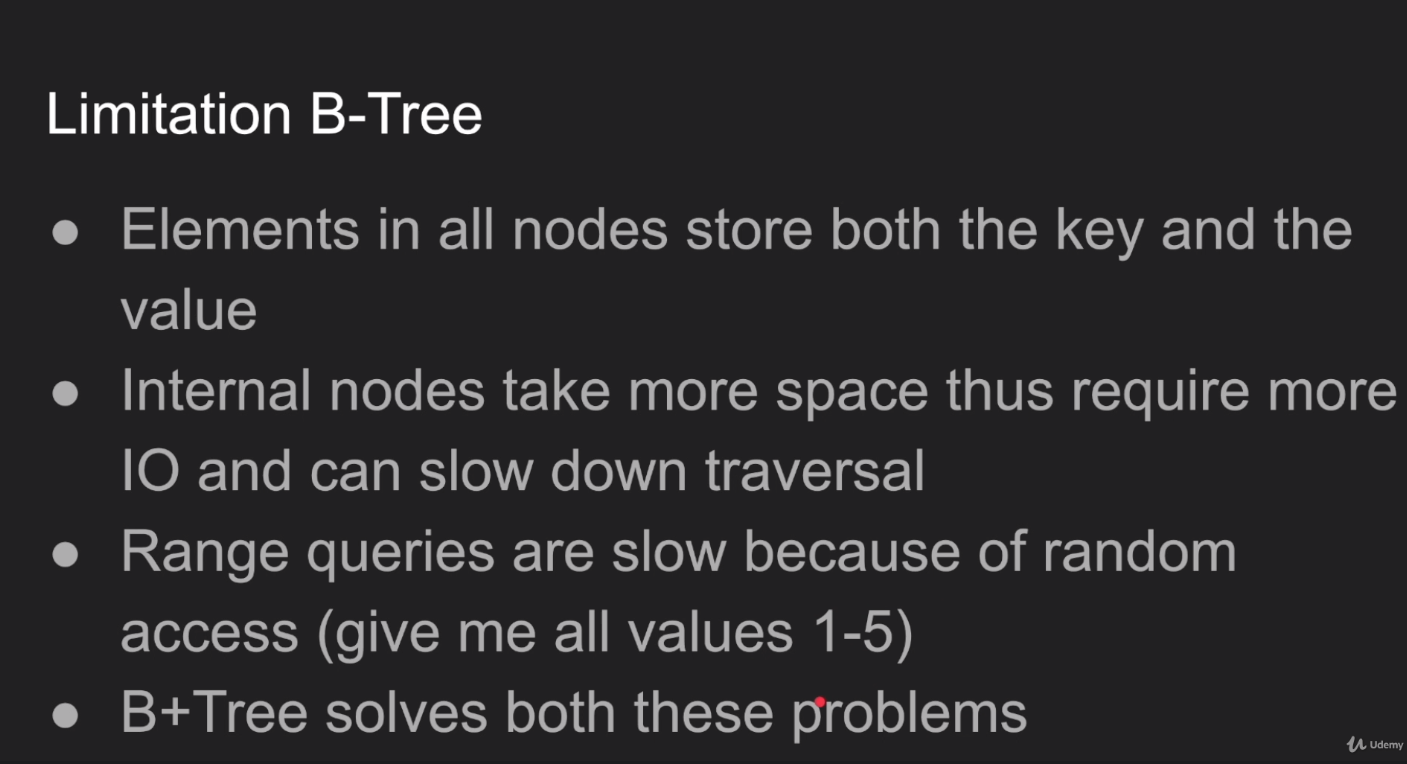 Limitation B-Tree
● Elements in all nodes store both the key and the
value
● Internal nodes take more space thus require more
IO and can slow down traversal
● Range queries are slow because of random
access (give me all values 1-5)
● B+Tree solves both these problems
Udemy